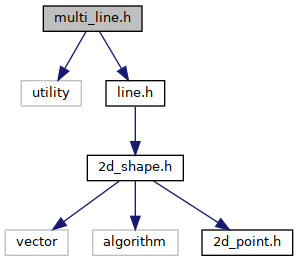 multi_line.h
utility
line.h
2d_shape.h
vector
algorithm
2d_point.h